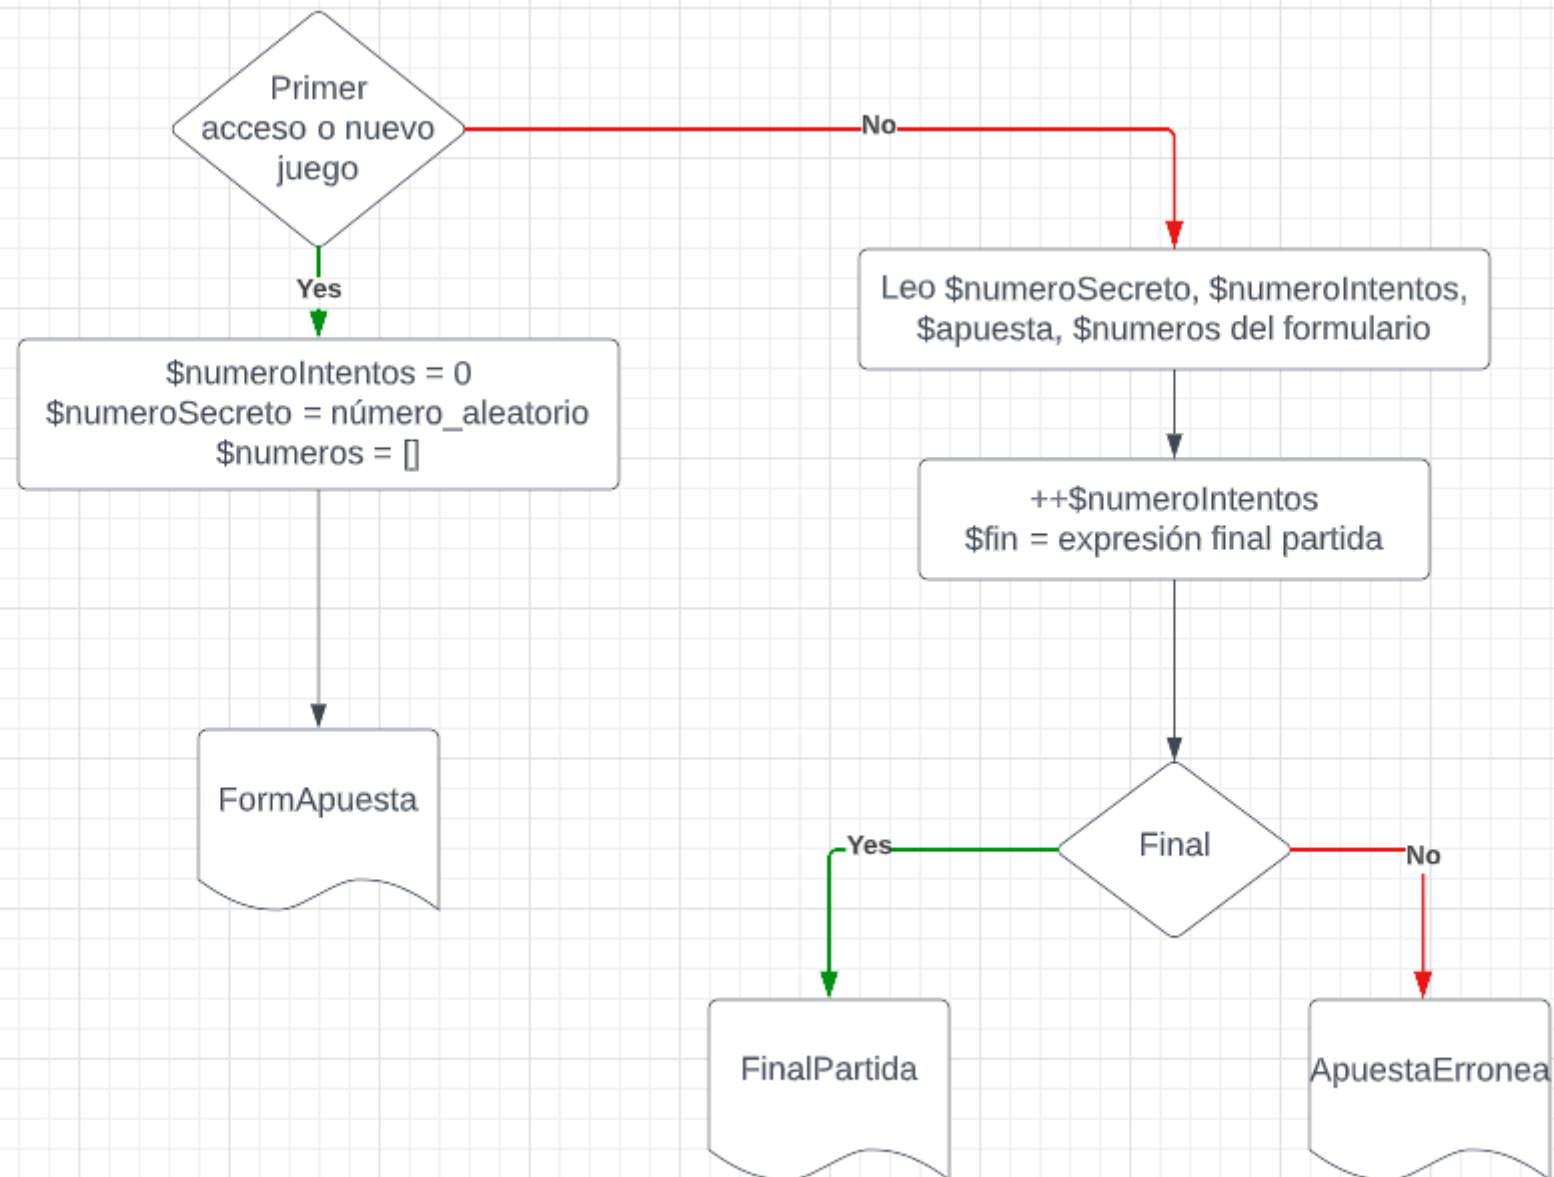 Primer
acceso o nuevo
juego
No
Yes
Leo $numeroSecreto, $numeroIntentos,
$apuesta, $numeros del formulario
$numeroIntentos = 0
$numeroSecreto = número_aleatorio
$numeros = []
++$numeroIntentos
$fin = expresión final partida
FormApuesta
Final
Yes
No
FinalPartida
ApuestaErronea